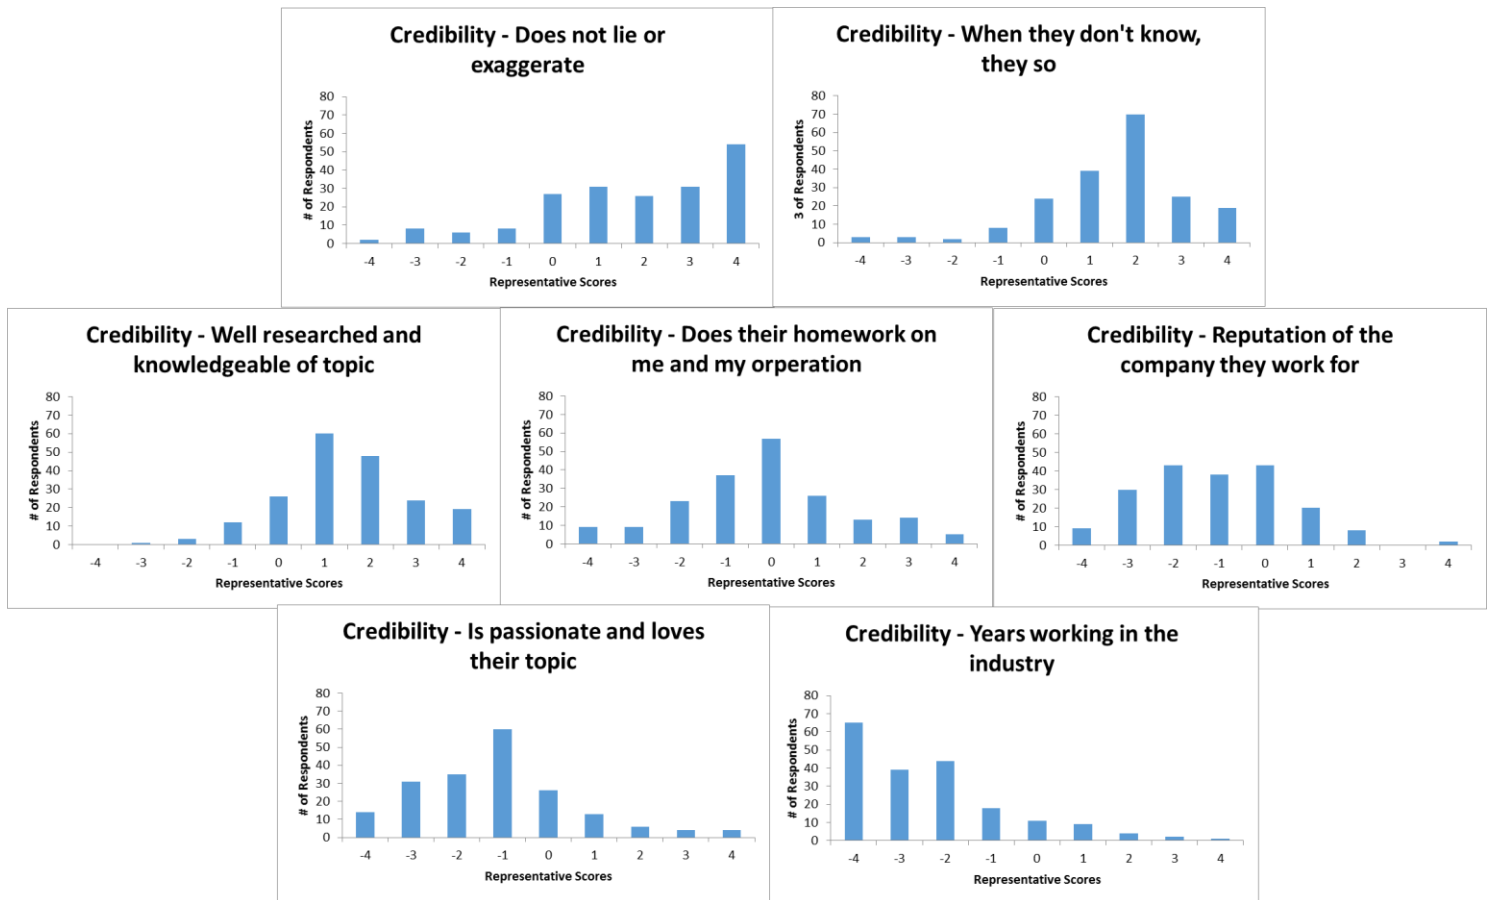 Credibility - Does not lie or
exaggerate
80
70
60
50
40
30
20
10
0
# of Respondents
-4 -3 -2 -1 0 1 2 3 4
Representative Scores
Credibility - When they don't know,
they so
80
70
60
50
40
30
20
10
0
3 of Respondents
-4 -3 -2 -1 0 1 2 3 4
Representative Scores
Credibility - Well researched and
knowledgeable of topic
80
70
60
50
40
30
20
10
0
# of Respondents
-4 -3 -2 -1 0 1 2 3 4
Representative Scores
Credibility - Does their homework on
me and my orperation
80
70
60
50
40
30
20
10
0
# of Respondents
-4 -3 -2 -1 0 1 2 3 4
Representative Scores
Credibility - Reputation of the
company they work for
80
70
60
50
40
30
20
10
0
# of Respondents
-4 -3 -2 -1 0 1 2 3 4
Representative Scores
Credibility - Is passionate and loves
their topic
80
70
60
50
40
30
20
10
0
# of Respondents
-4 -3 -2 -1 0 1 2 3 4
Representative Scores
Credibility - Years working in the
industry
80
70
60
50
40
30
20
10
0
# of Respondents
-4 -3 -2 -1 0 1 2 3 4
Representative Scores